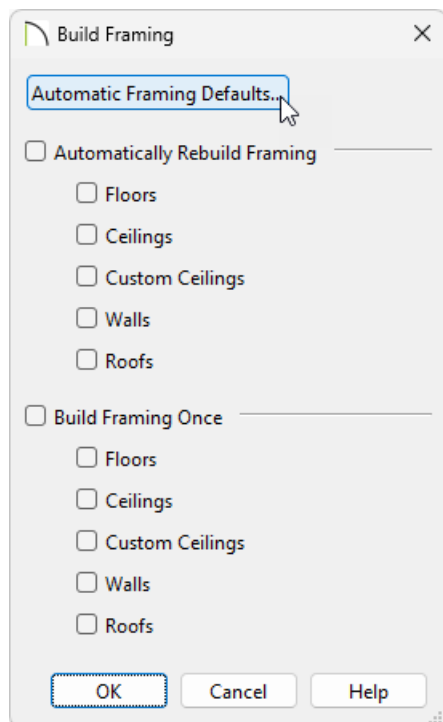 Build Framing
Automatic Framing Defaults...
Automatically Rebuild Framing
Floors
Ceilings
Custom Ceilings
Walls
Roofs
Build Framing Once
Floors
Ceilings
Custom Ceilings
Walls
Roofs
OK Cancel Help